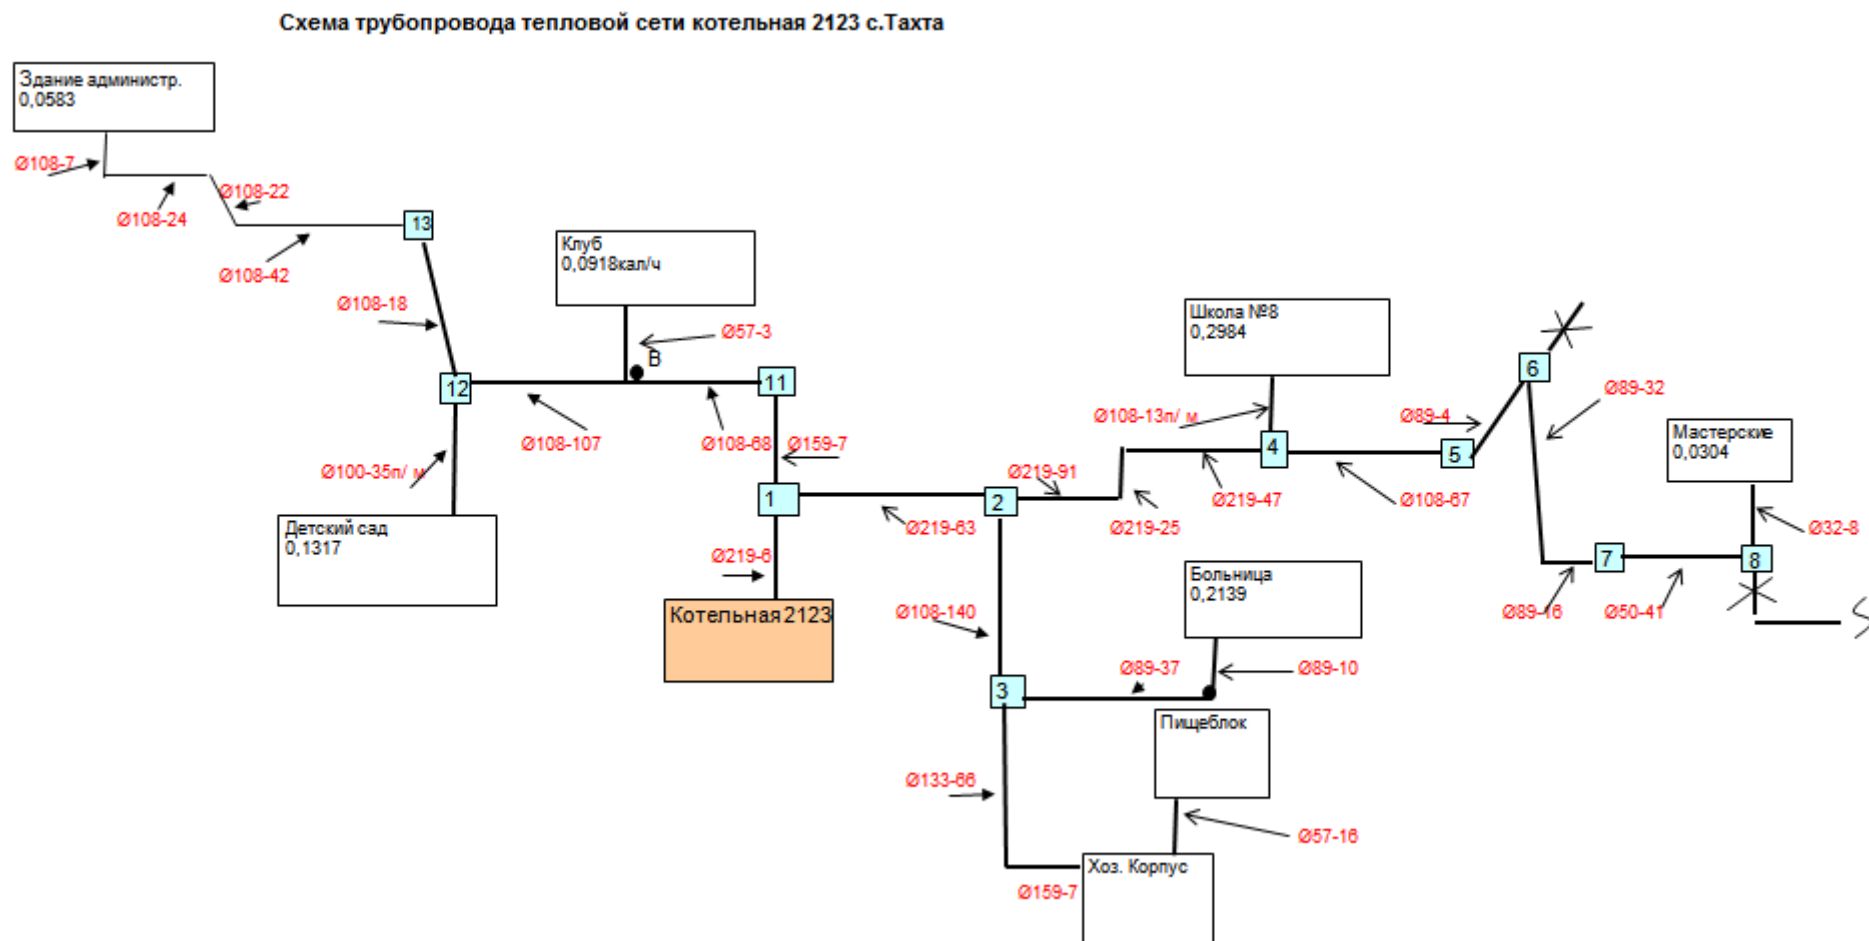 Схема трубопровода тепловой сети котельная 2123 с.Тахта
Здание администр.
0,0583
Ø108-7
Ø108-22
Ø108-24
13
Ø108-42
Клуб
0,0918кал/ч
Ø108-18
Ø57-3
В
Школа №8
0,2984
12
11
6
Ø89-32
Ø108-107
Ø108-68
Ø159-7
Ø108-13п/ м
Ø89-4
Мастерские
0,0304
4
5
Ø100-35п/ м
Ø219-91
1
2
Ø219-47
Ø108-67
Детский сад
0,1317
Ø219-63
Ø219-25
Ø32-8
Ø219-6
7
8
Больница
0,2139
Котельная 2123
Ø108-140
Ø89-16
Ø50-41
Ø89-37
Ø89-10
3
Пищеблок
Ø133-66
Ø57-16
Хоз. Корпус
Ø159-7